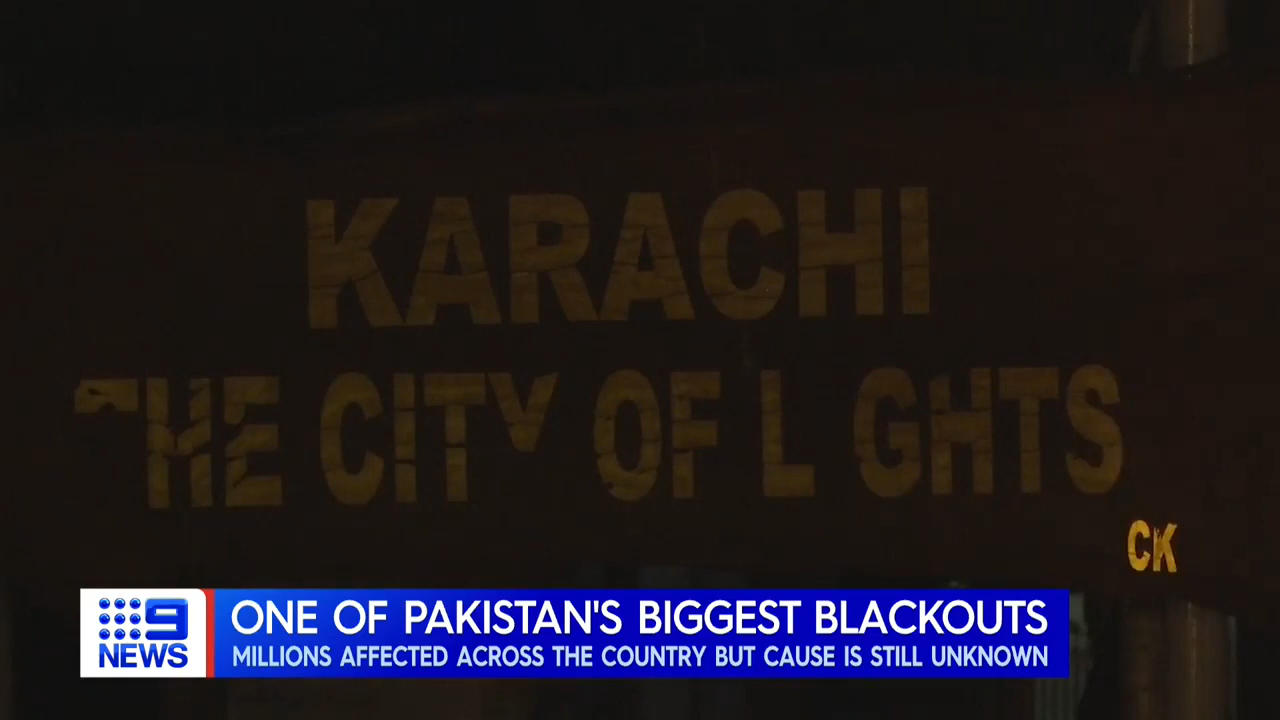 KARACHI
THE CITY OF L GHTS
CK
9
NEWS
ONE OF PAKISTAN'S BIGGEST BLACKOUTS
MILLIONS AFFECTED ACROSS THE COUNTRY BUT CAUSE IS STILL UNKNOWN